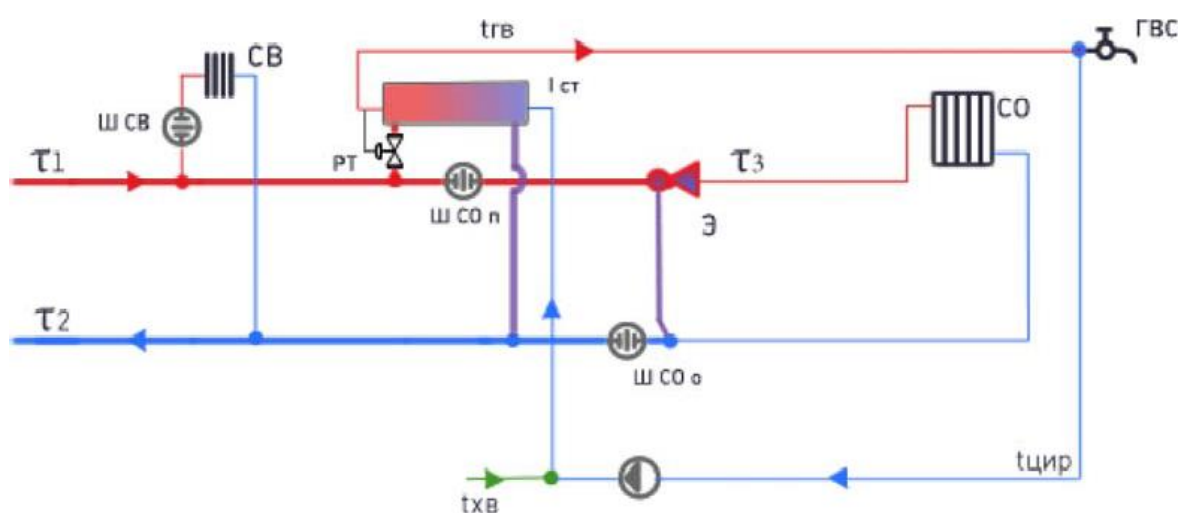 tгв
ГВС
СВ
I ст
СО
Ш СВ
τ1
РТ
τ3
Ш СО п
Э
τ2
Ш СО о
tцир
tхв